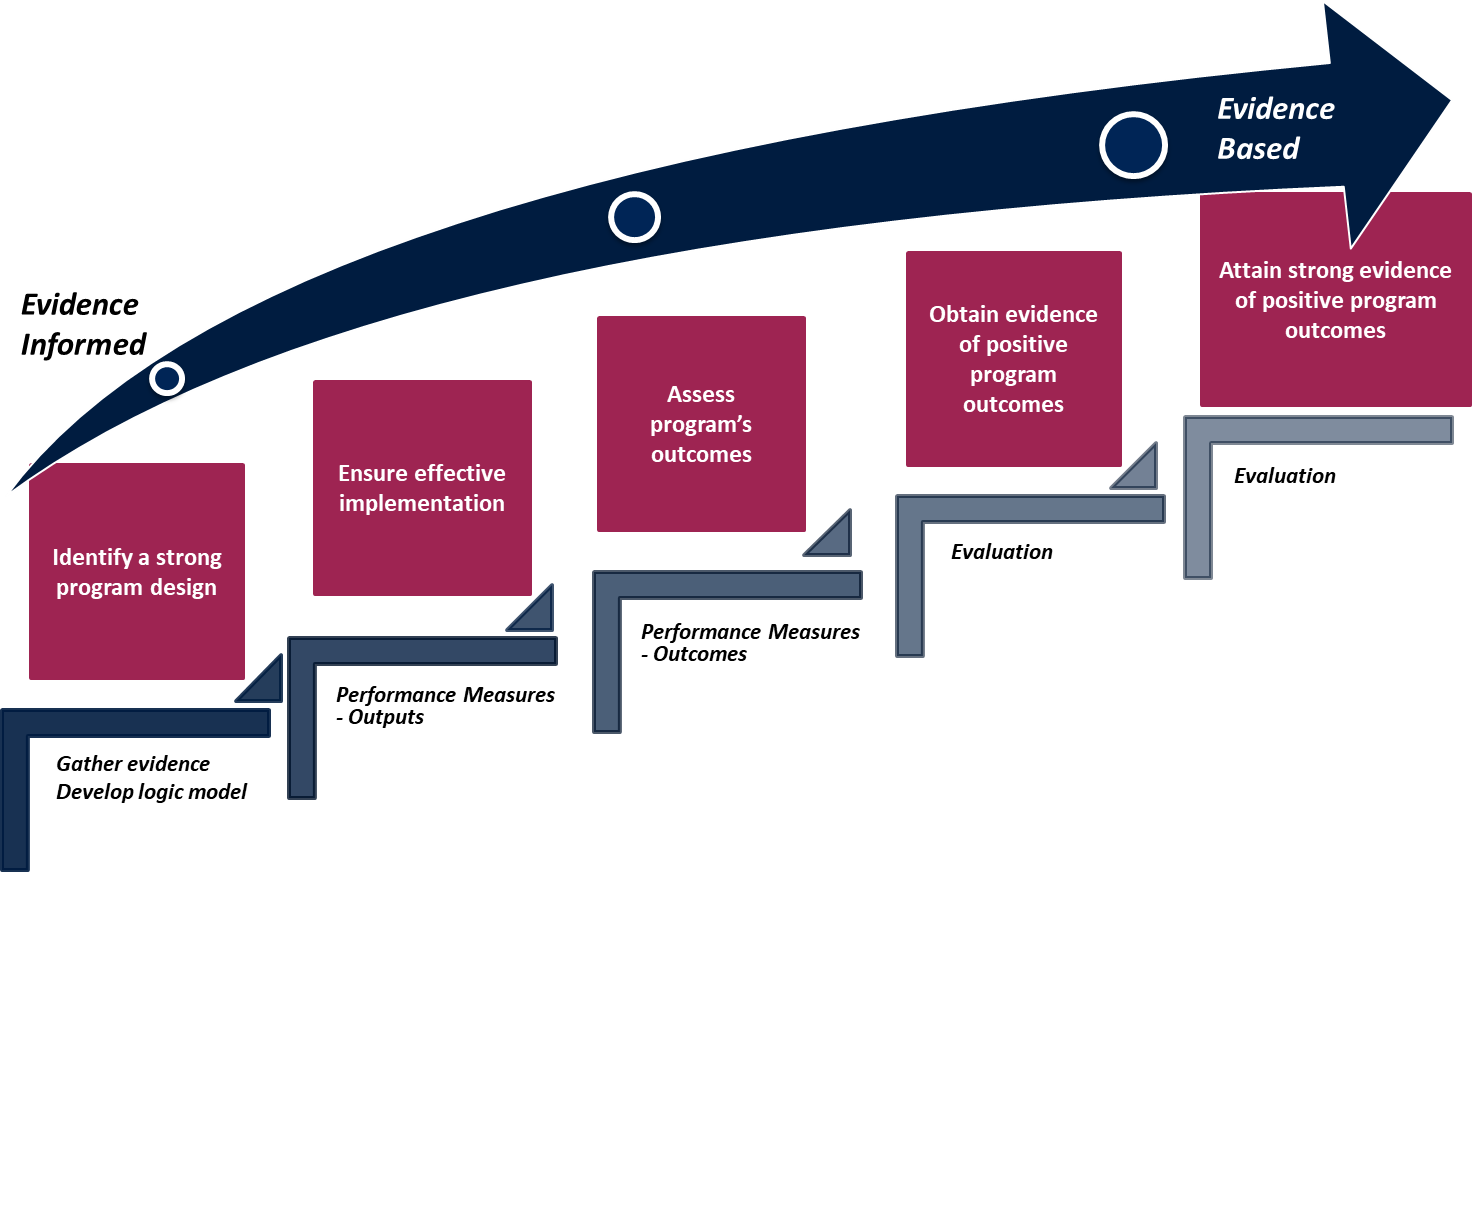 Evidence
Based
Evidence
Informed
Attain strong evidence
of positive program
outcomes
Obtain evidence
of positive
program
outcomes
Assess
program’s
outcomes
Ensure effective
implementation
Identify a strong
program design
Evaluation
Evaluation
Performance Measures
- Outcomes
Performance Measures
- Outputs
Gather evidence
Develop logic model